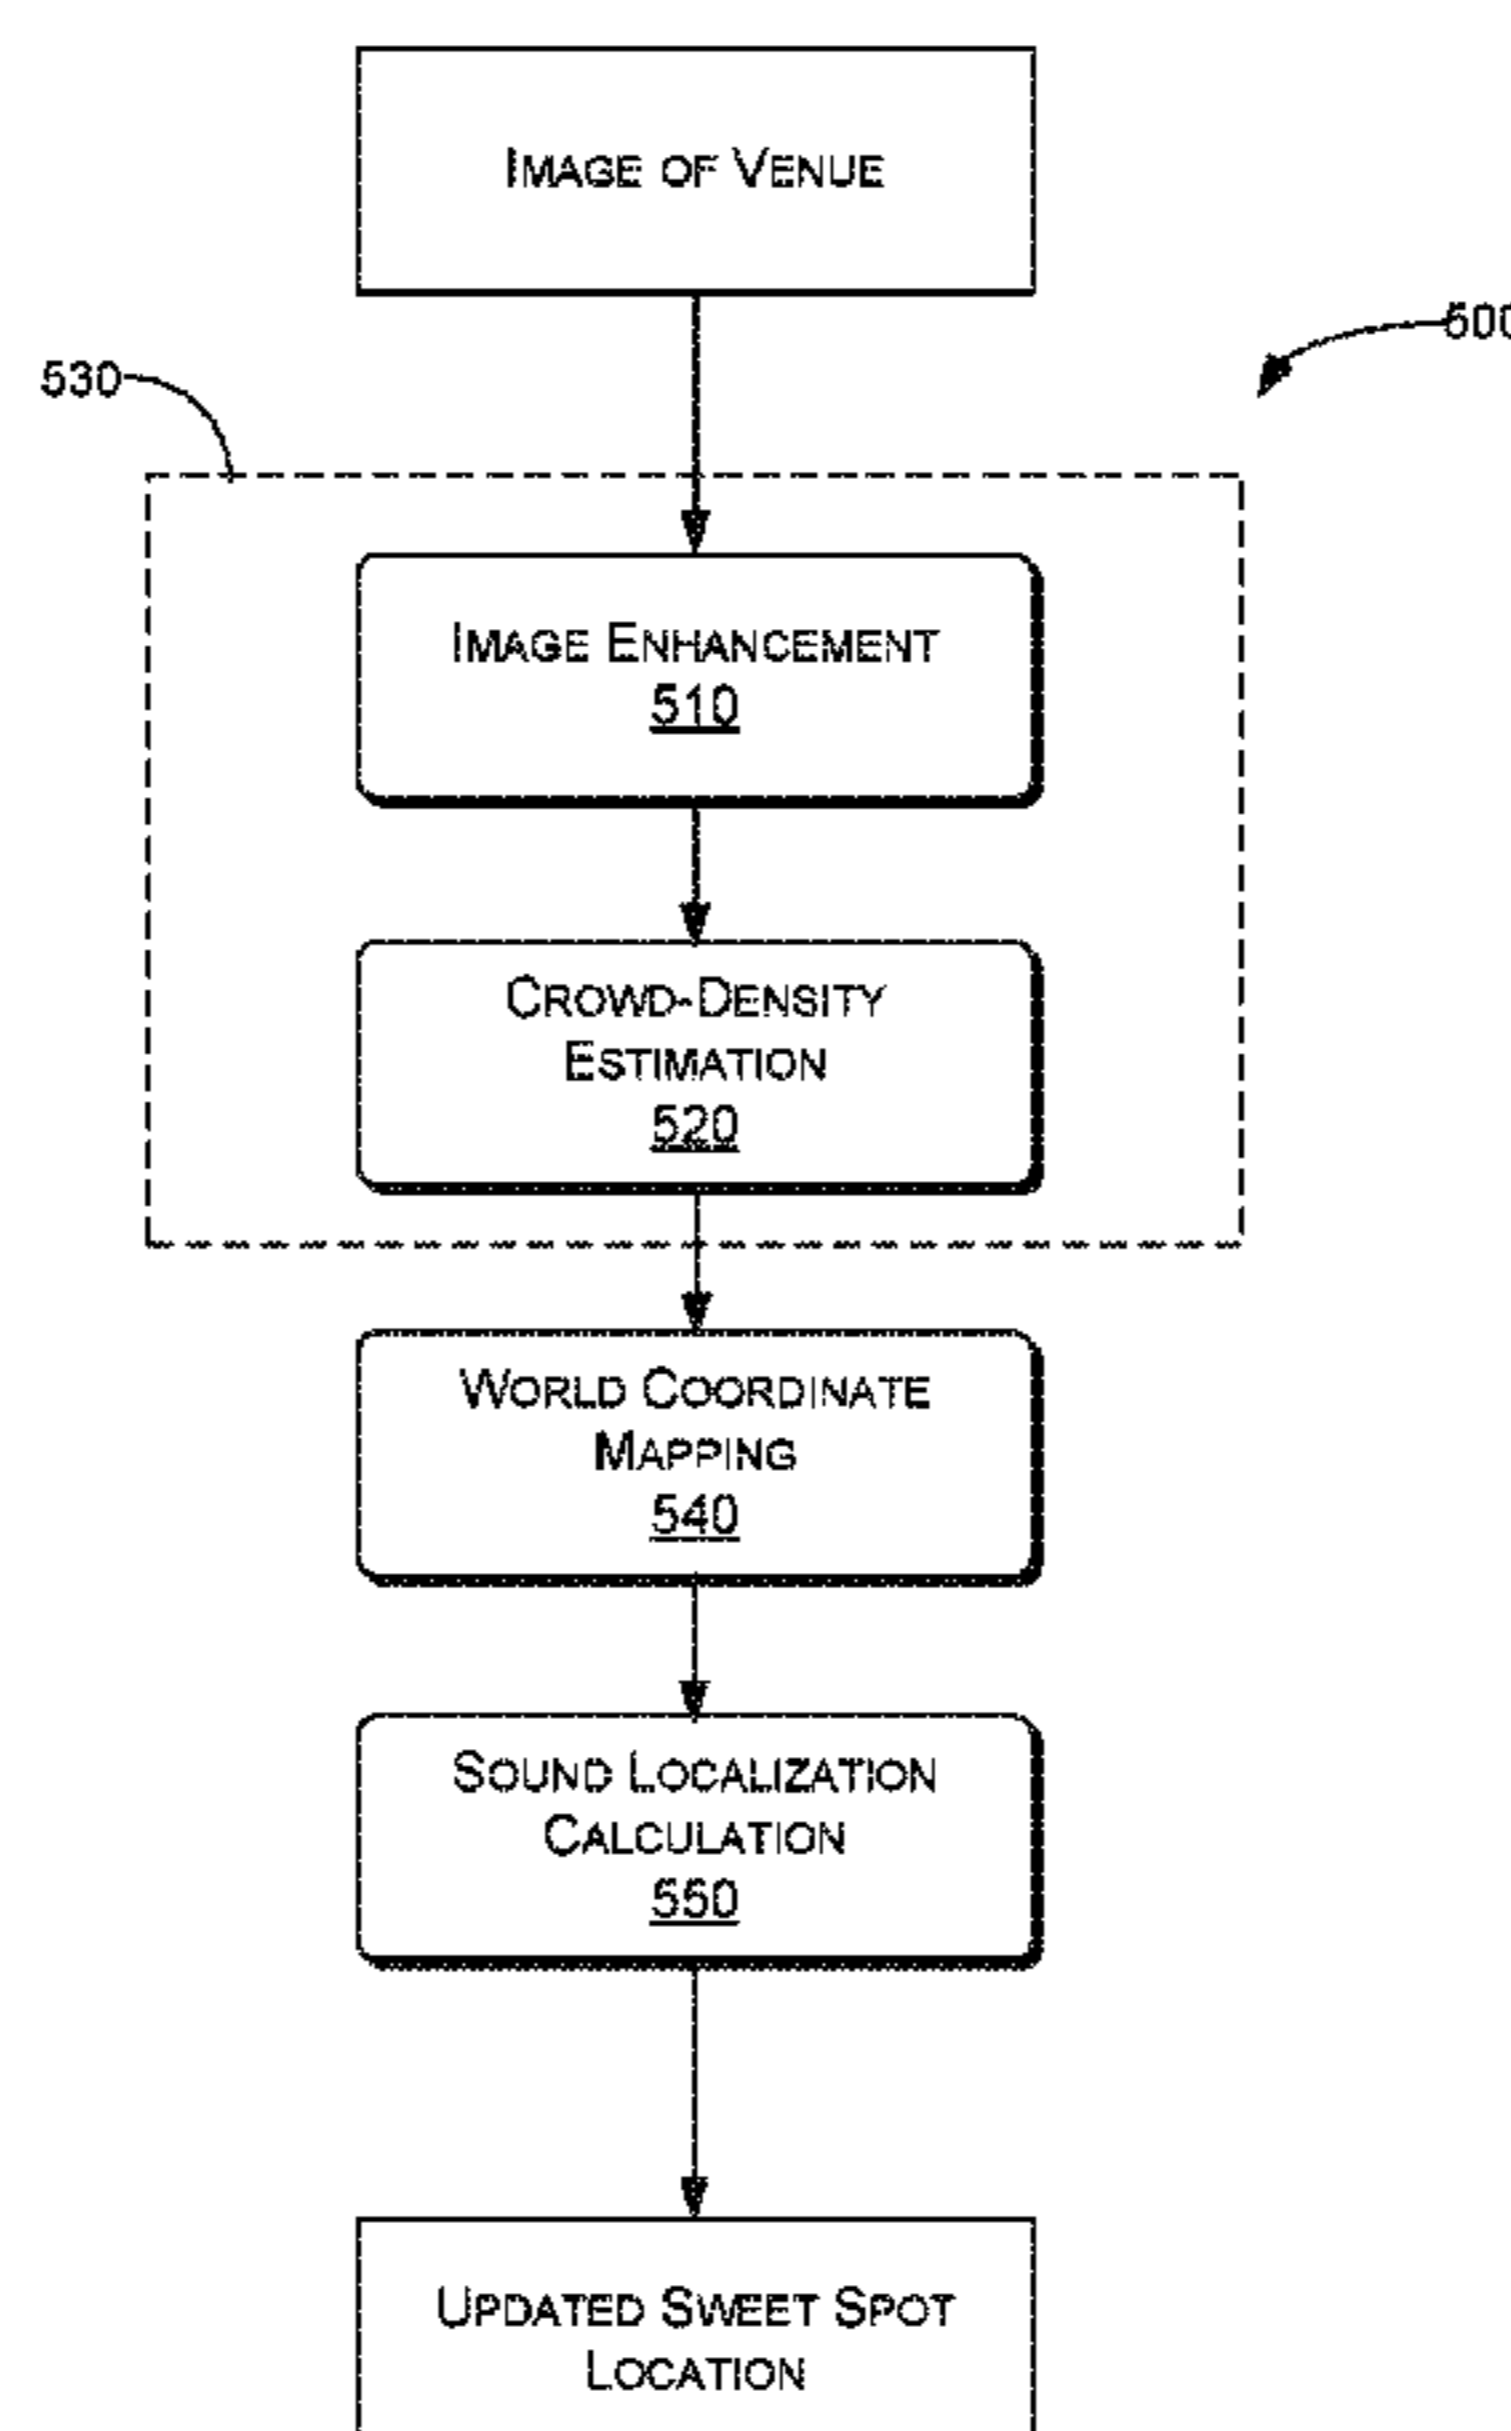 IMAGE OF VENUE
500
530
IMAGE ENHANCEMENT
510
CROWD-DENSITY
ESTIMATION
520
WORLD COORDINATE
MAPPING
540
SOUND LOCALIZATION
CALCULATION
550
UPDATED SWEET SPOT
LOCATION